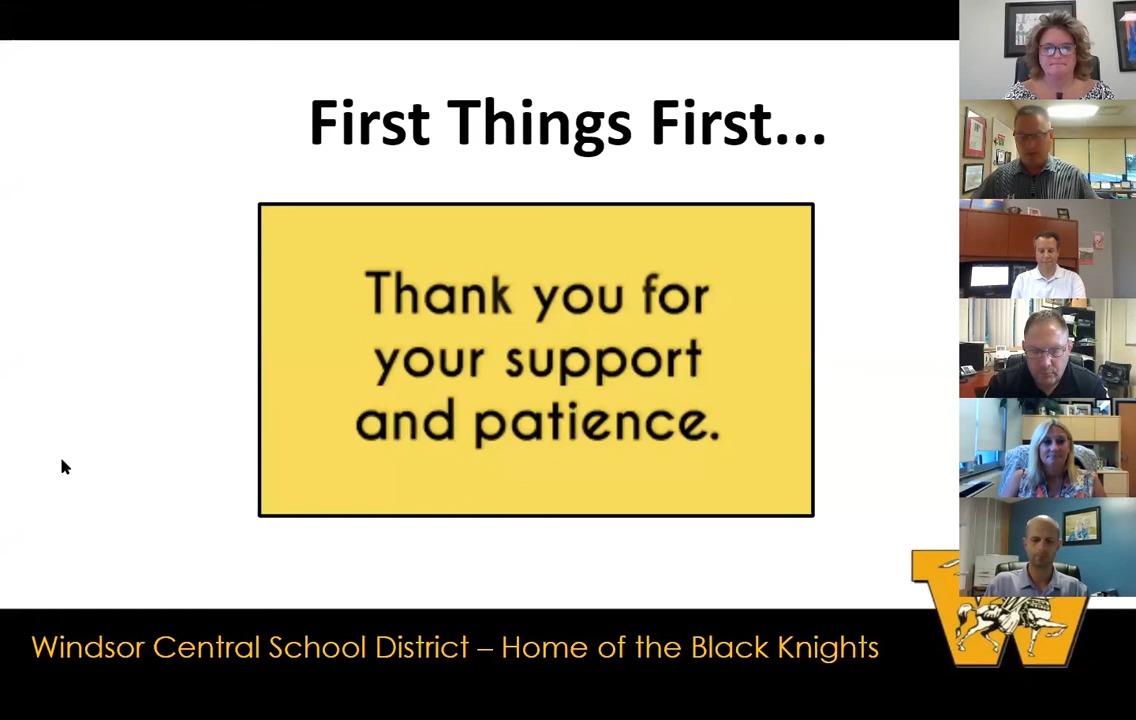 First Things First...
Thank you for
your support
and patience.
Windsor Central School District – Home of the Black Knights
W